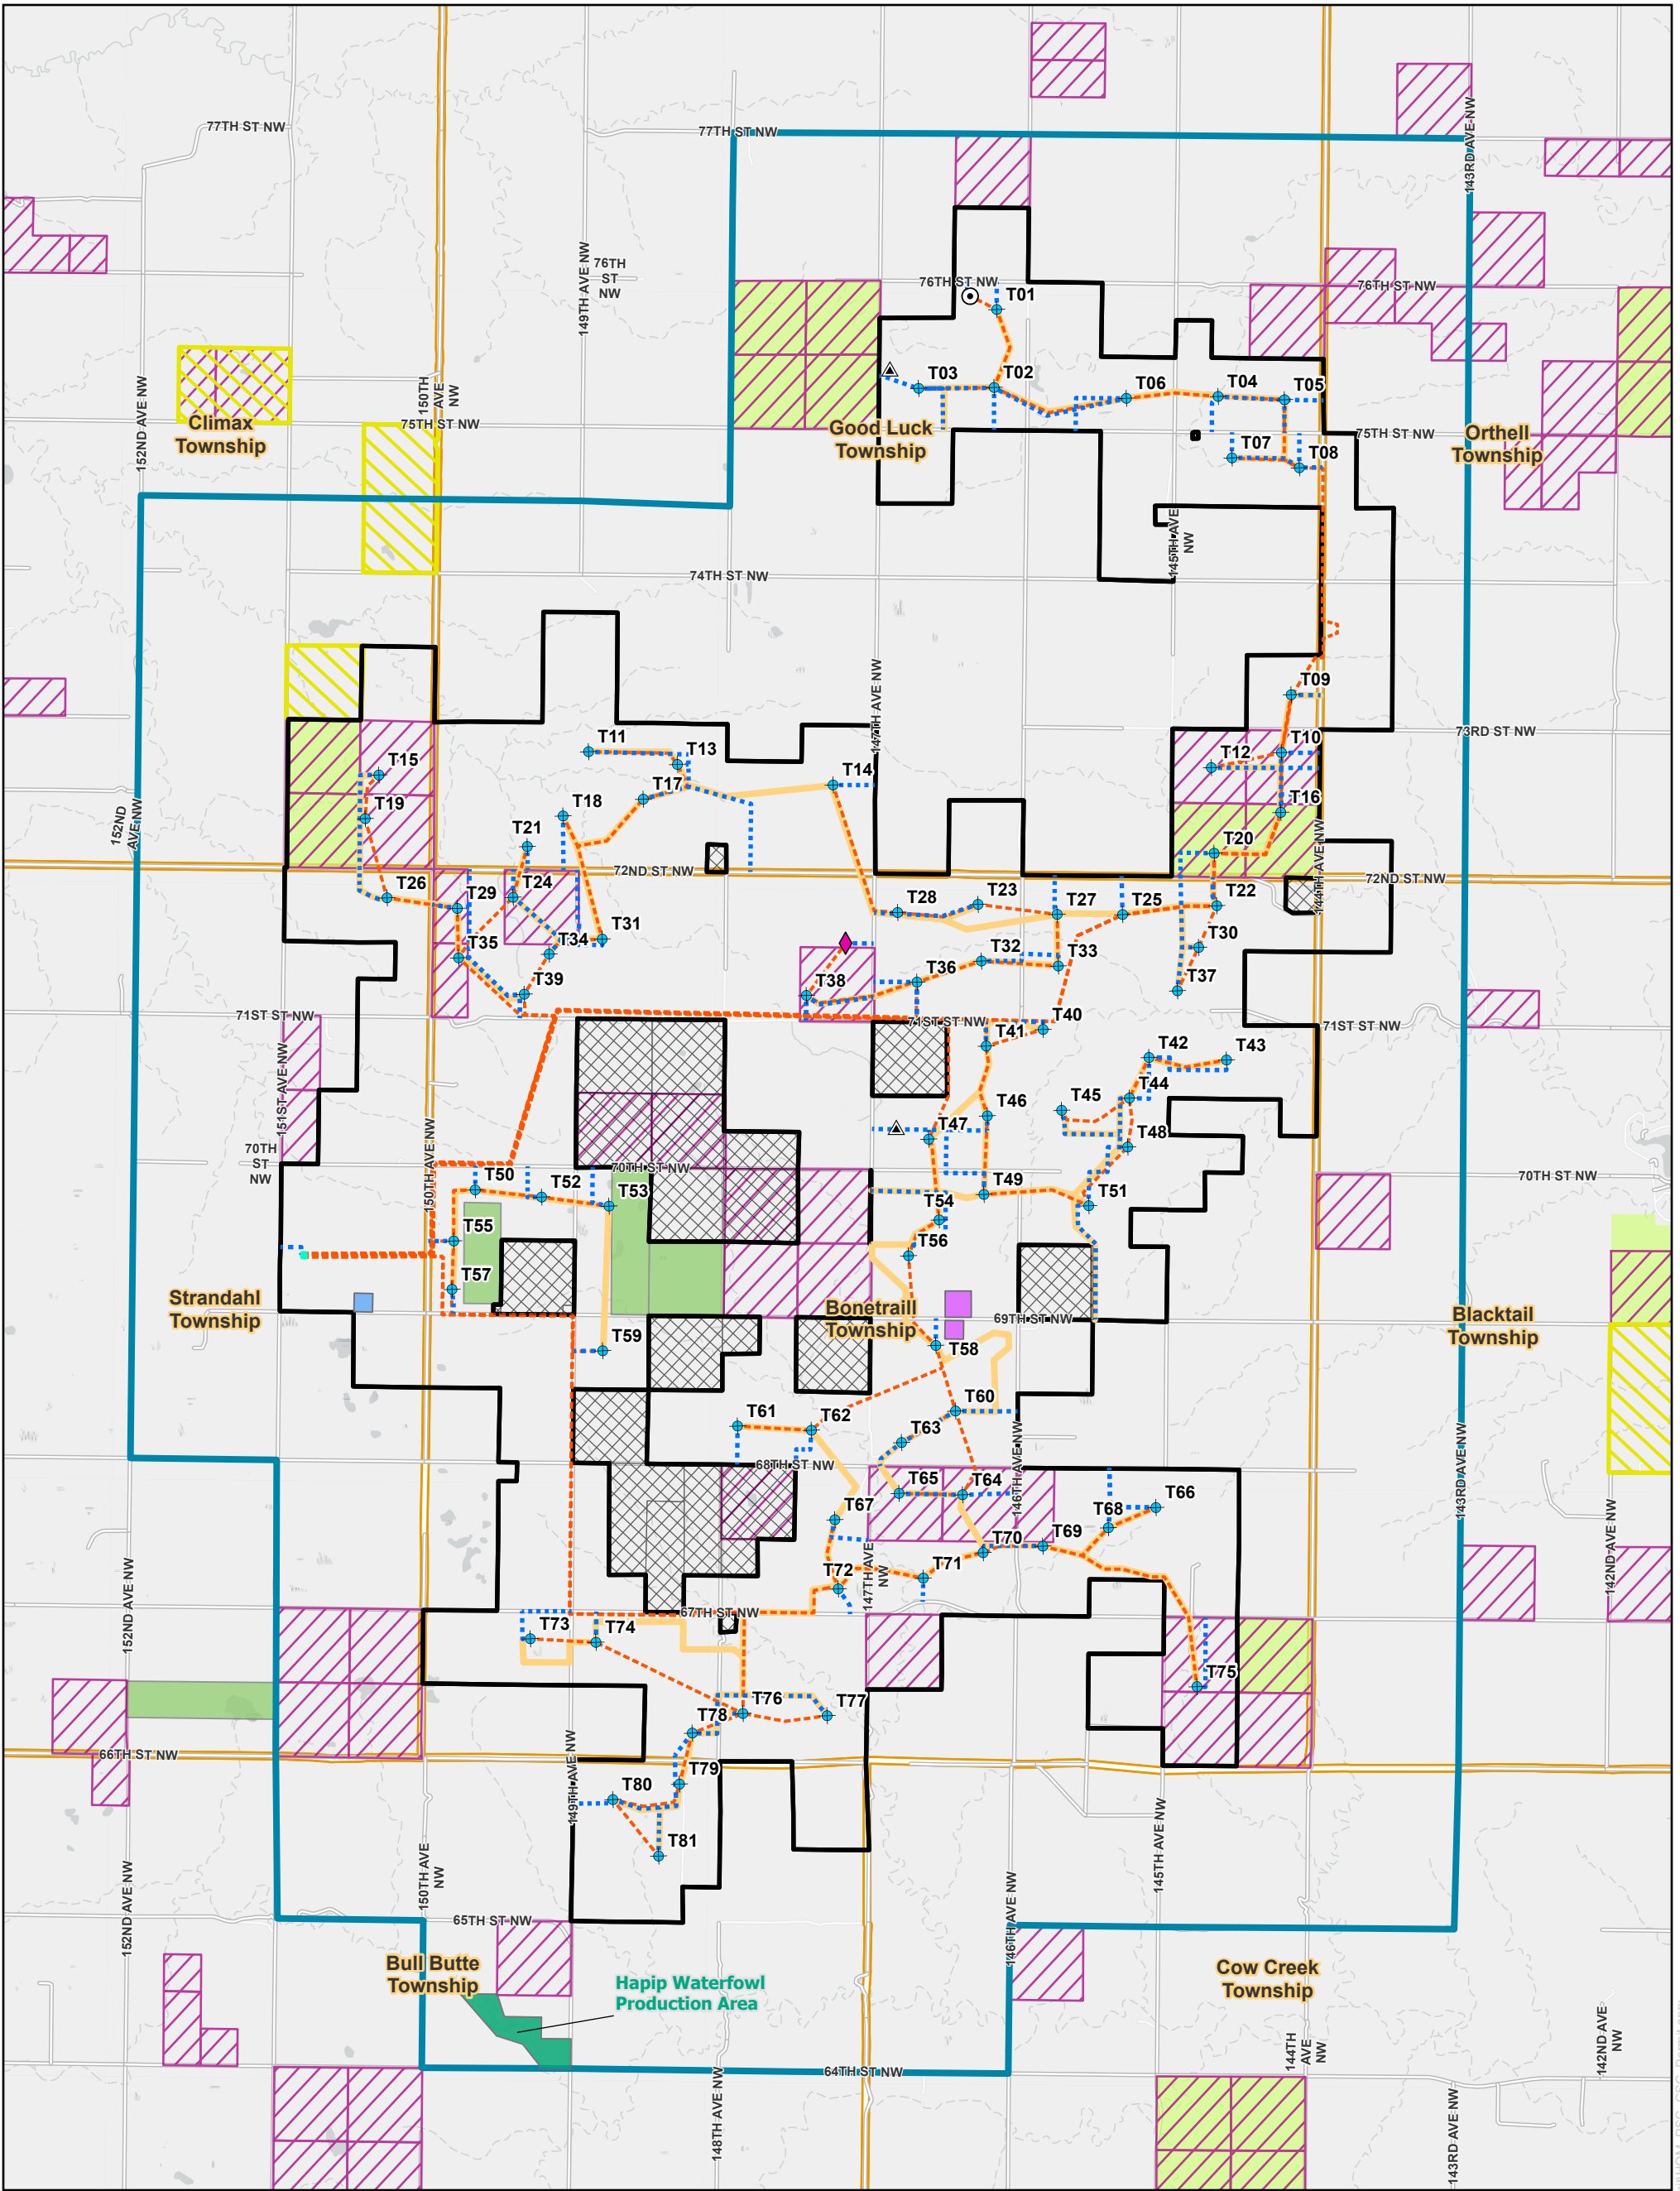 77TH ST NW
77TH ST NW
143RD AVE NW
149TH AVE NW
76TH
ST
NW
76TH ST NW
76TH ST NW
T01
T03
T02
T06
T04
T05
152ND AVE NW
150TH
AVE
NW
Climax
Township
75TH ST NW
Good Luck
Township
75TH ST NW
Orthell
Township
T07
T08
145TH AVE
NW
74TH ST NW
147TH AVE NW
T09
73RD ST NW
T11
T13
T10
T12
T15
T14
T17
T19
T18
T16
152ND
AVE NW
T21
T20
144TH AVE NW
72ND ST NW
72ND ST NW
T26
T29
T24
T28
T23
T27
T25
T22
T31
T34
T35
T30
T32
T33
T36
T37
T38
T39
71ST ST NW
71ST ST NW
71ST ST NW
T40
T41
T42
T43
151ST AVE NW
T44
T45
T46
T47
T48
70TH
ST
NW
150TH AVE NW
70TH ST NW
70TH ST NW
T50
T52
T53
T49
T51
T54
T55
T56
T57
Strandahl
Township
Bonetraill
Township
69TH ST NW
Blacktail
Township
T58
T59
T60
T61
T62
T63
146TH AVE NW
143RD AVE NW
68TH ST NW
T65
T64
T66
T67
T68
T69
T70
T71
T72
147TH AVE
NW
152ND AVE NW
142ND AVE NW
67TH ST NW
T73
T74
T75
T76
T77
T78
66TH ST NW
149TH AVE NW
T79
T80
T81
145TH AVE NW
150TH AVE
NW
152ND AVE NW
146TH AVE NW
65TH ST NW
Bull Butte
Township
Cow Creek
Township
Hapip Waterfowl
Production Area
144TH
AVE
NW
142ND AVE
NW
64TH ST NW
148TH AVE NW
143RD AVE NW